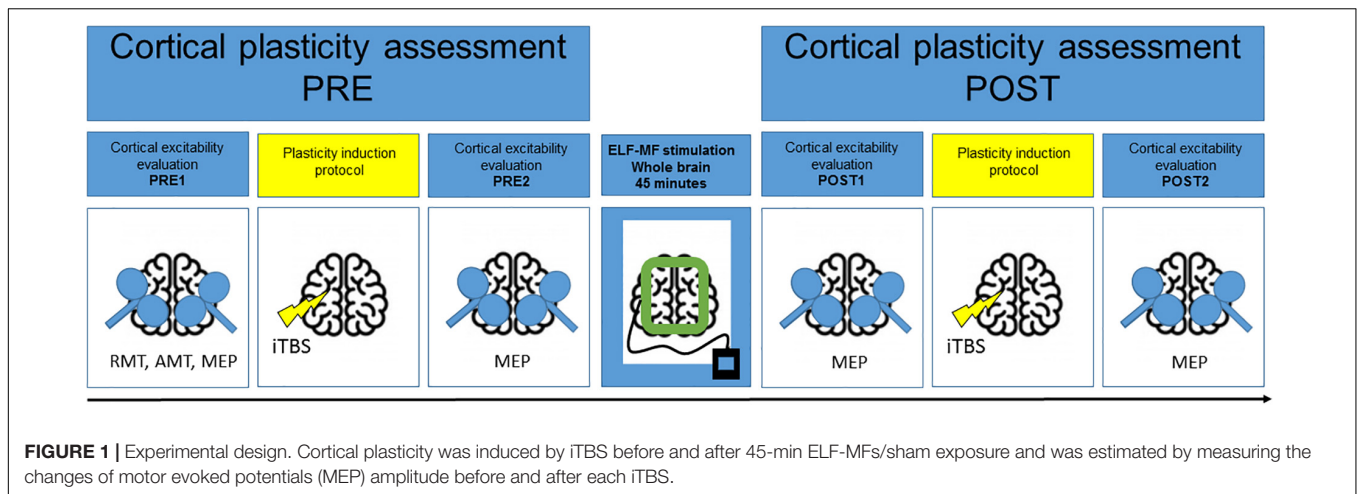 Cortical plasticity assessment
PRE
Cortical plasticity assessment
POST
Cortical excitability
evaluation
PRE1
Plasticity induction
protocol
Cortical excitability
evaluation
PRE2
ELF-MF stimulation
Whole brain
45 minutes
Cortical excitability
evaluation
POST1
Plasticity induction
protocol
Cortical excitability
evaluation
POST2
RMT, AMT, MEP
iTBS
MEP
MEP
iTBS
MEP
FIGURE 1 | Experimental design. Cortical plasticity was induced by iTBS before and after 45-min ELF-MFs/sham exposure and was estimated by measuring the
changes of motor evoked potentials (MEP) amplitude before and after each iTBS.